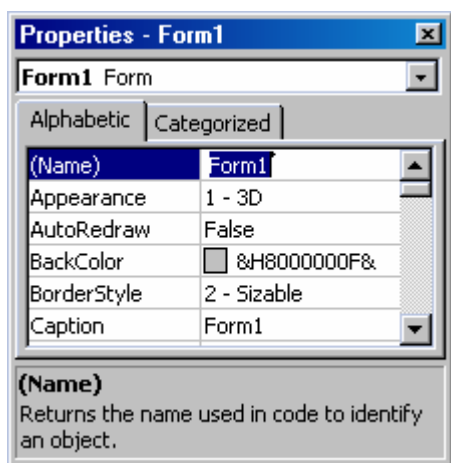 Properties - Form1
Form1 Form
Alphabetic Categorized
(Name) Form1
Appearance 1 - 3D
AutoRedraw False
BackColor &H8000000F&
BorderStyle 2 - Sizable
Caption Form1
(Name)
Returns the name used in code to identify
an object.